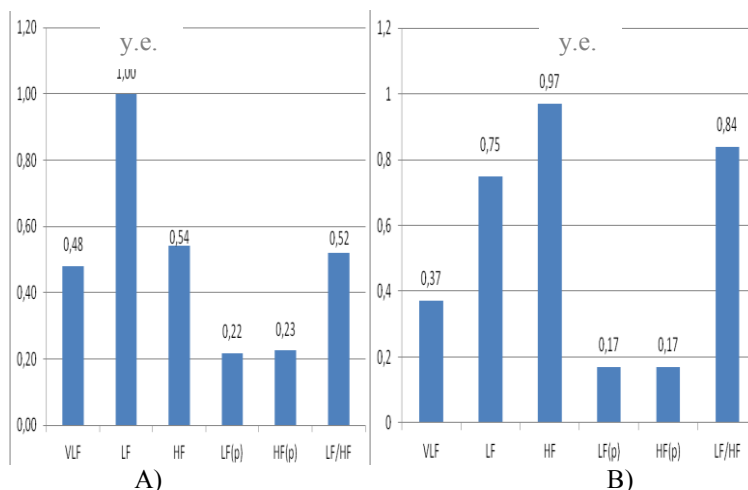 y.e.
1,20
1,00
0,80
0,60
0,40
0,20
0,00
0,48
1,00
0,54
0,22
0,23
0,52
VLF
LF
HF
LF(p)
HF(p)
LF/HF
A)
y.e.
1,2
1
0,8
0,6
0,4
0,2
0
0,37
0,75
0,97
0,17
0,17
0,84
VLF
LF
HF
LF(p)
HF(p)
LF/HF
B)